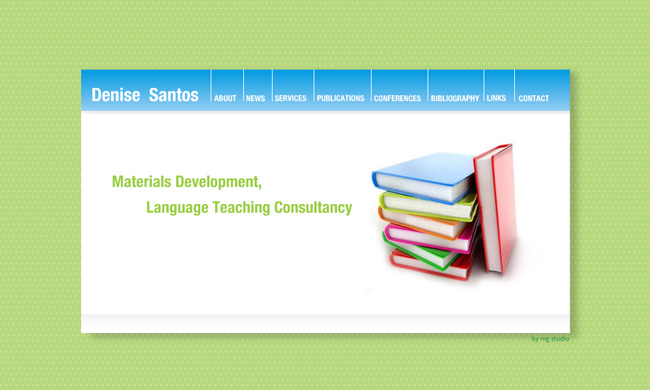 Denise Santos
ABOUT
NEWS
SERVICES
PUBLICATIONS
CONFERENCES
BIBLIOGRAPHY
LINKS
CONTACT
Materials Development,
Language Teaching Consultancy
by mg studio